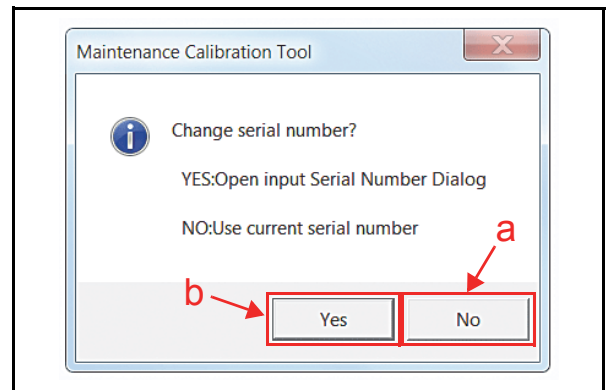 Maintenance Calibration Tool
X
Change serial number?
YES:Open input Serial Number Dialog
NO:Use current serial number
a
b
Yes
No